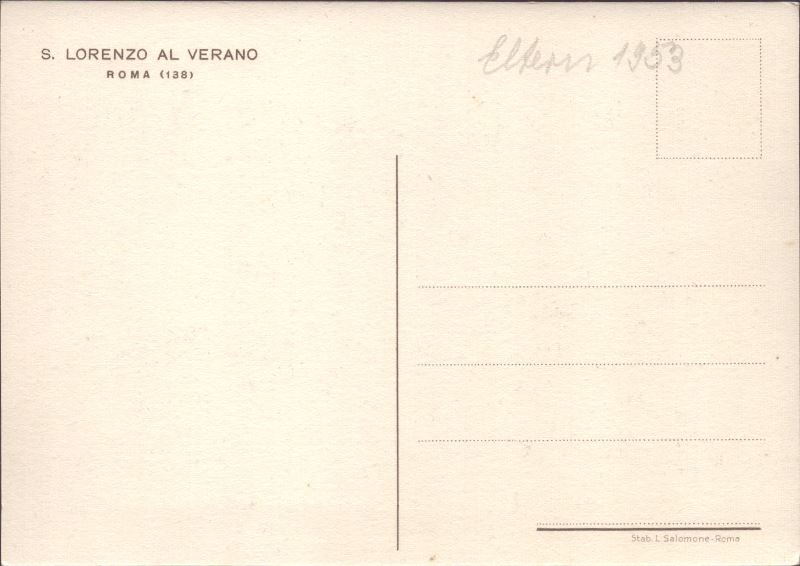 S. LORENZO AL VERANO
ROMA (138)
Eltern 1953
Stab. L. Salomone-Roma